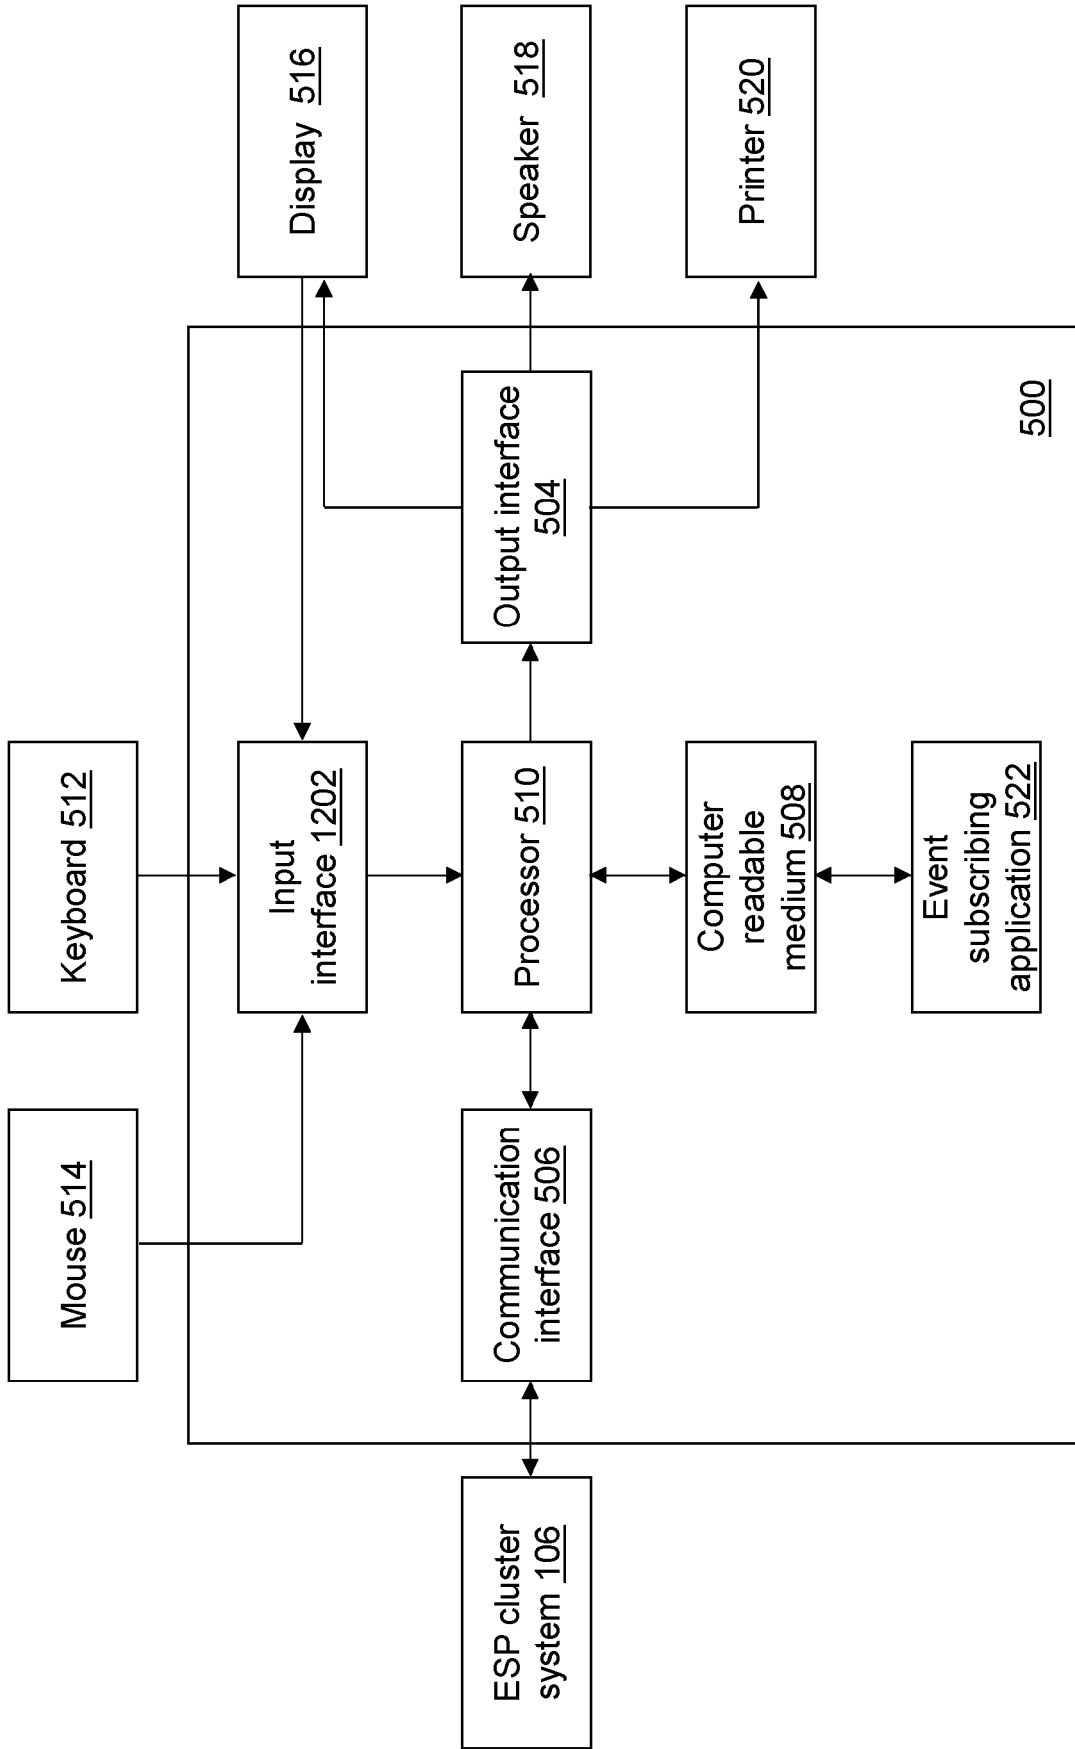 Mouse 514
Keyboard 512
Input
interface 1202
Display 516
ESP cluster
system 106
Communication
interface 506
Processor 510
Output interface
504
Speaker 518
Computer
readable
medium 508
Printer 520
Event
subscribing
application 522
500